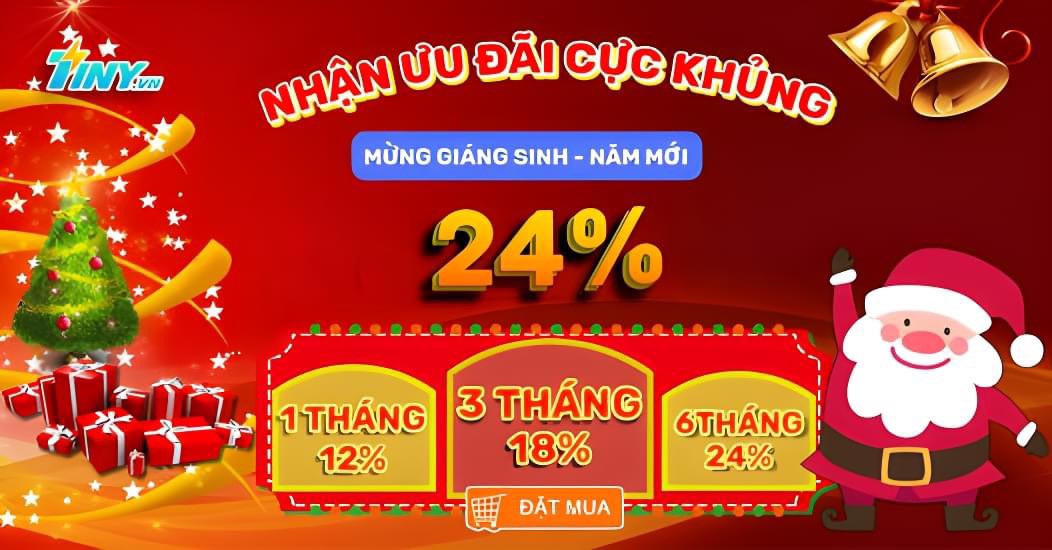 TINY.VN
NHẬN ƯU ĐÃI CỰC KHỦNG
MỪNG GIÁNG SINH - NĂM MỚI
24%
1 THÁNG
12%
3 THÁNG
18%
6THÁNG
24%
ĐẶT MUA